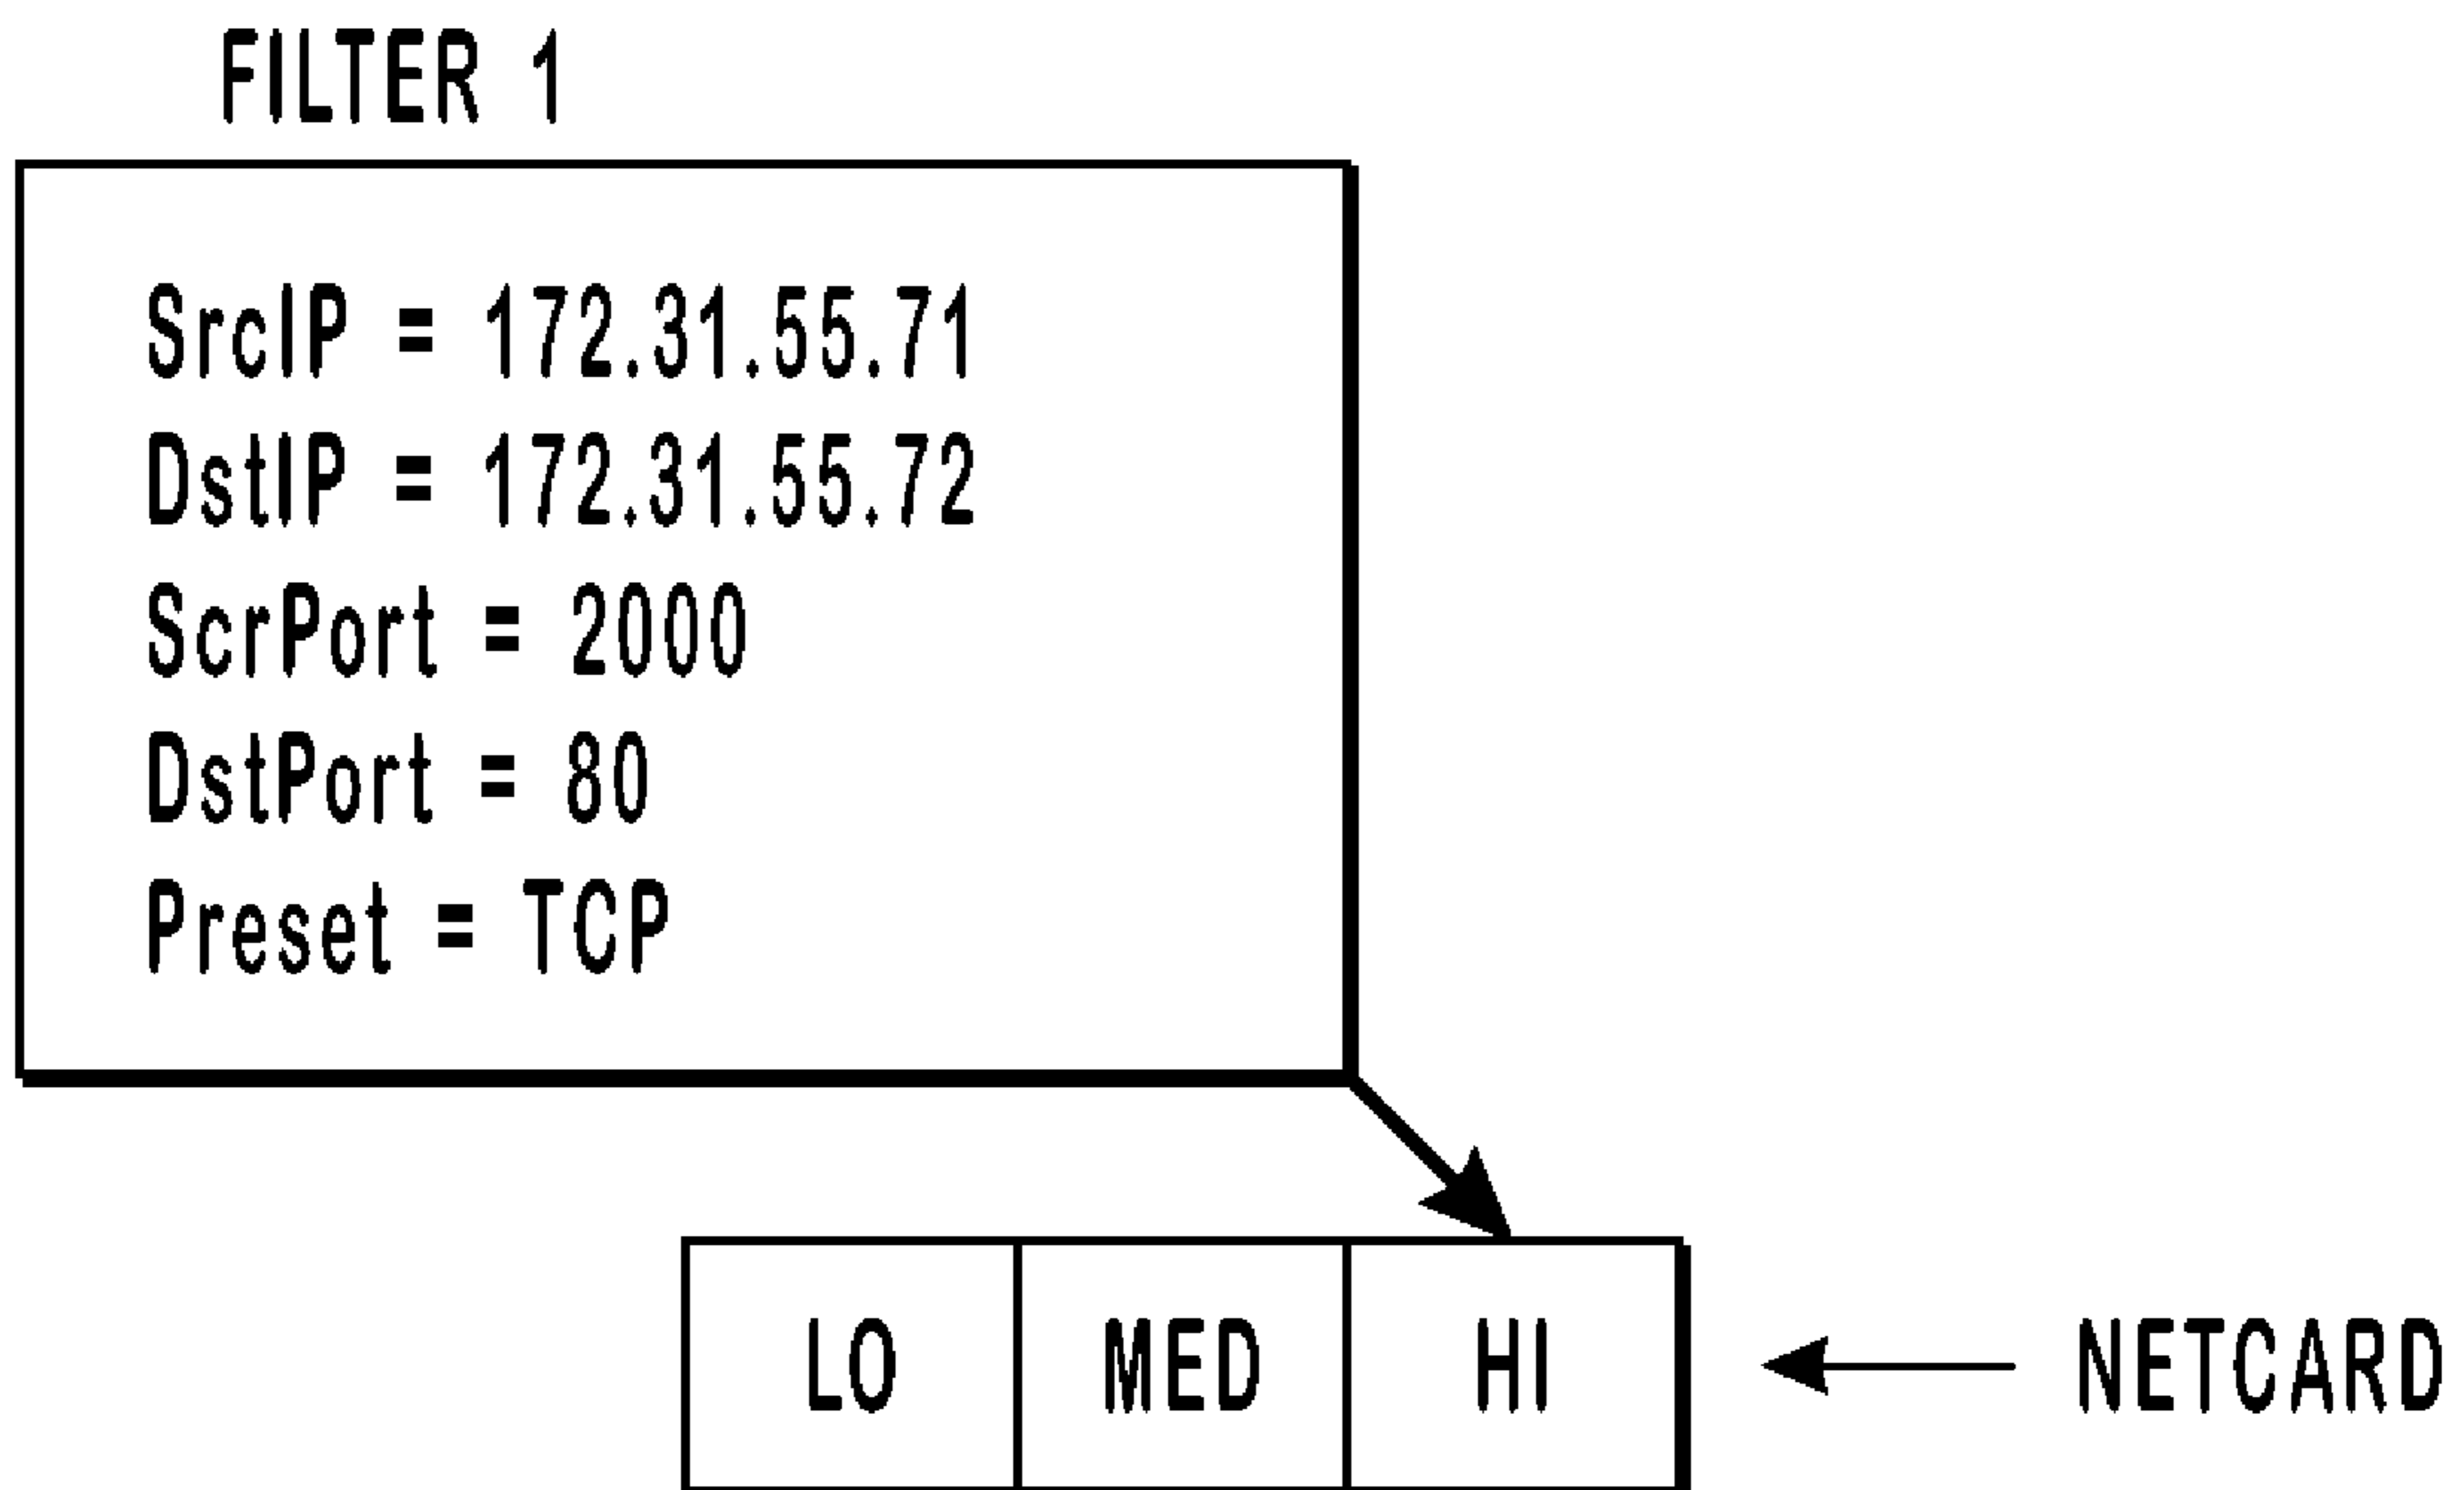 FILTER 1
SrcIP = 172.31.55.71
DstIP = 172.31.55.72
ScrPort = 2000
DstPort = 80
Preset = TCP
LO MED HI NETCARD